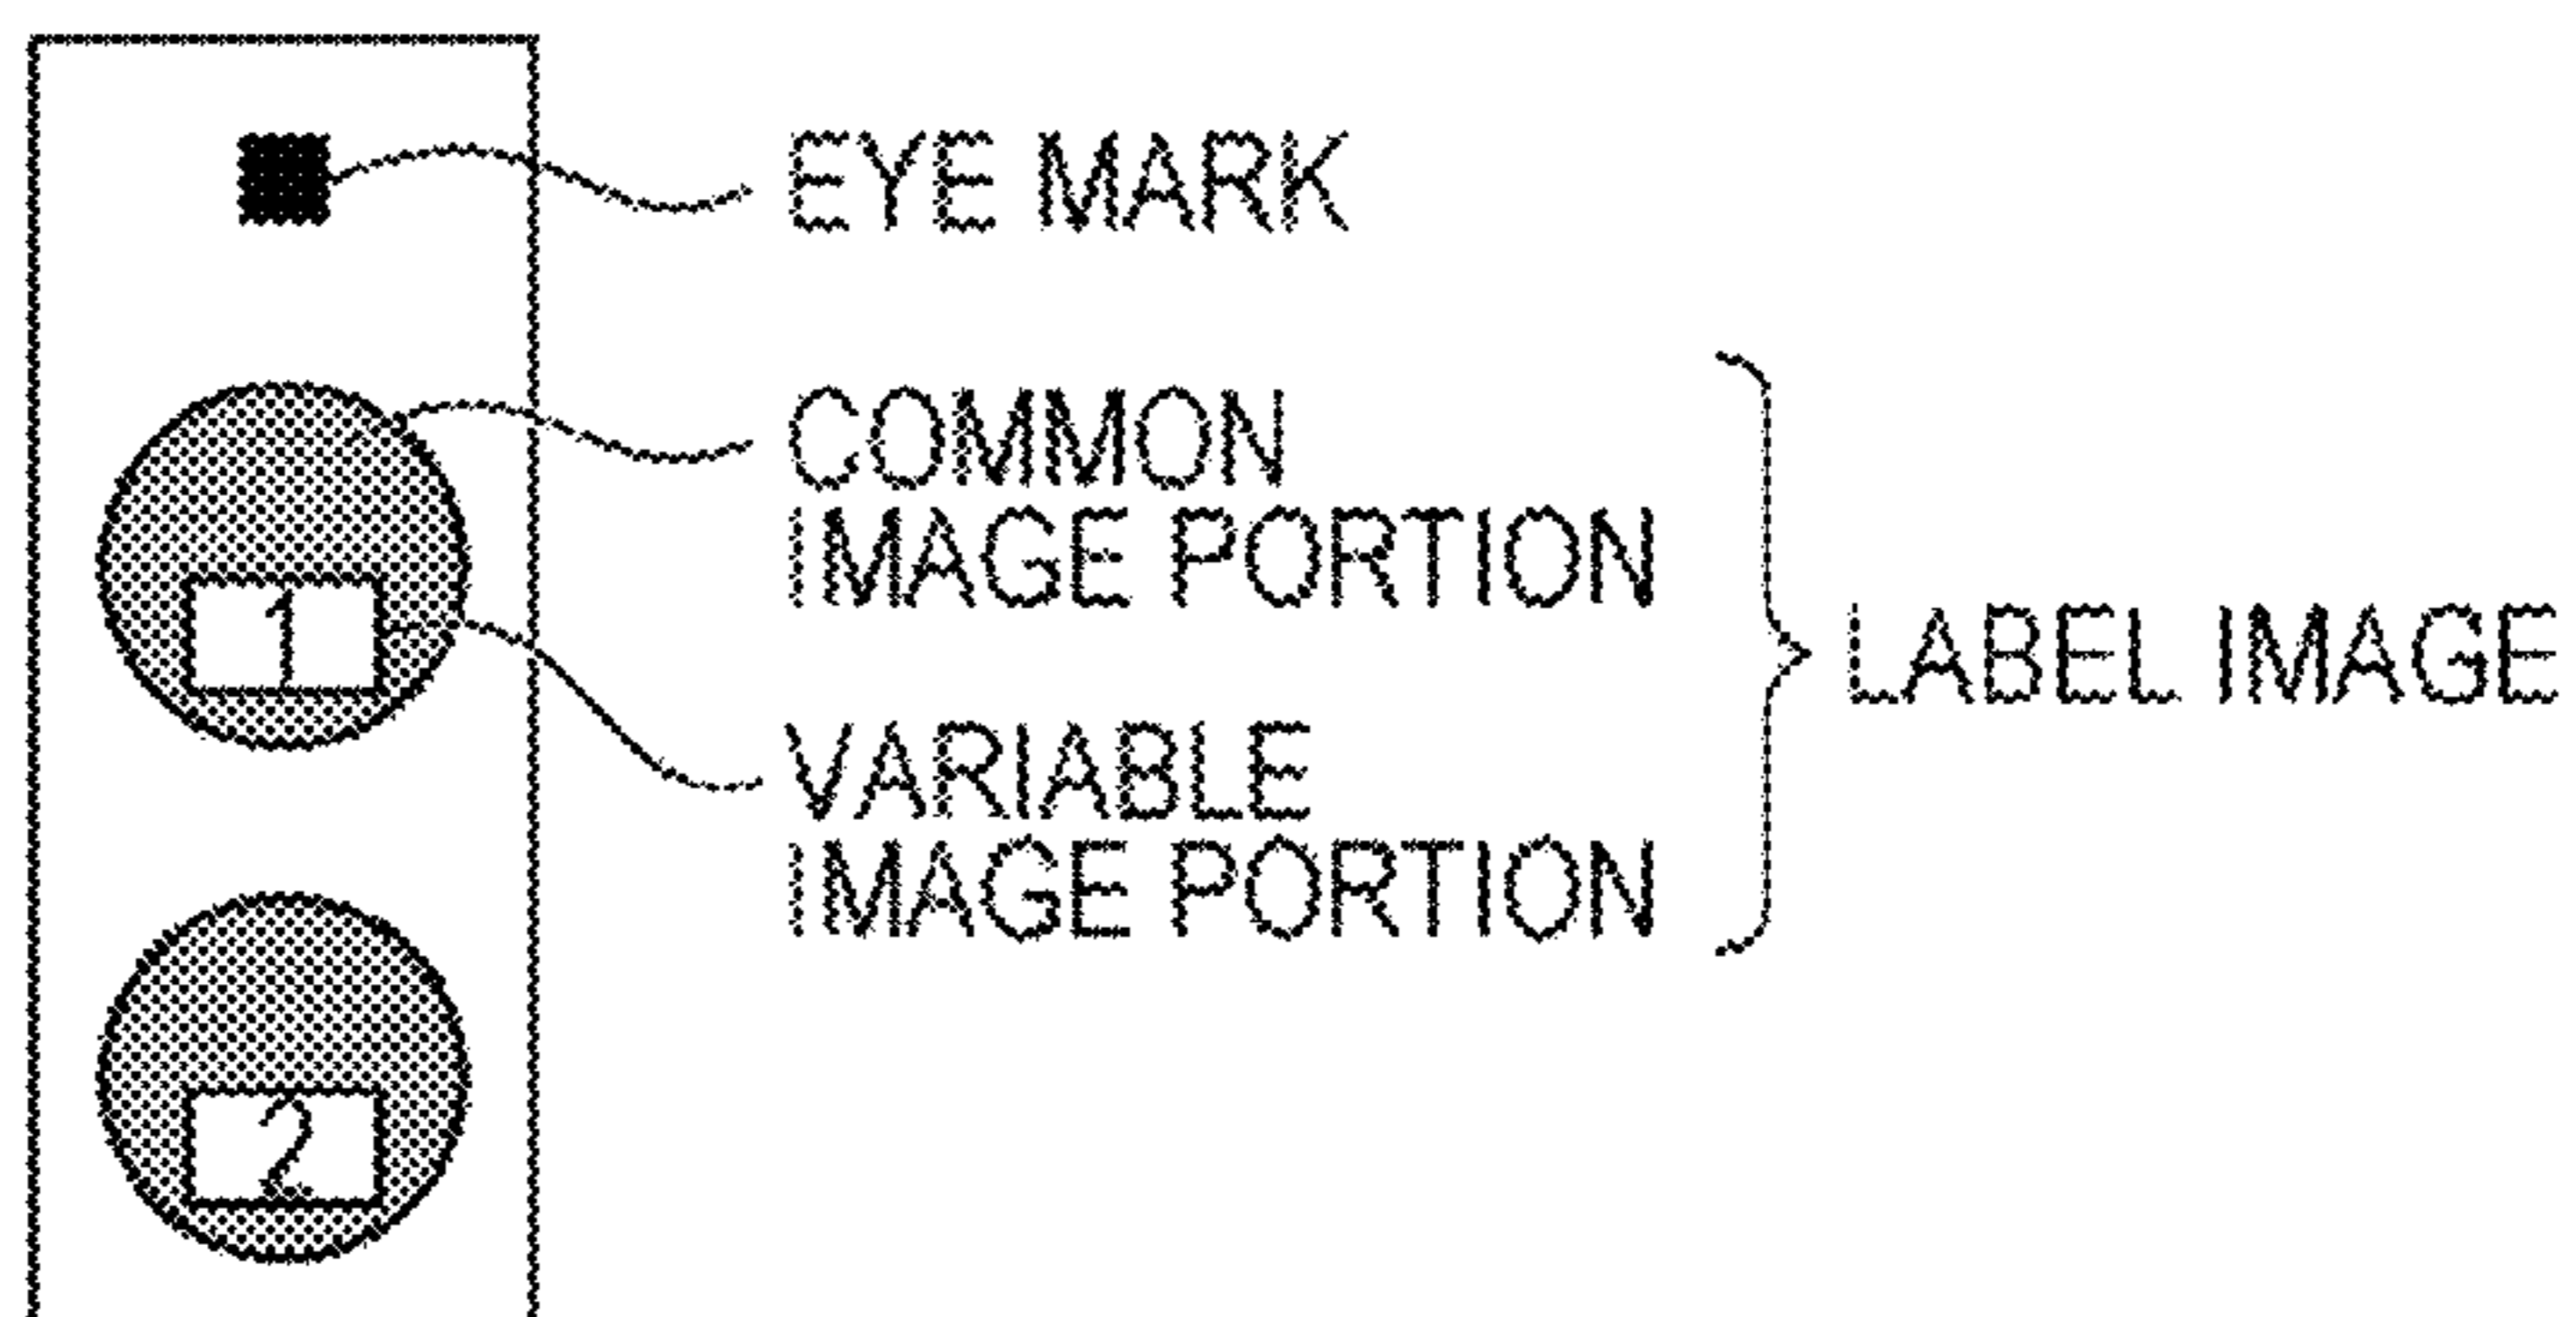 EYE MARK
COMMON
IMAGE PORTION
1
LABEL IMAGE
VARIABLE
IMAGE PORTION
2